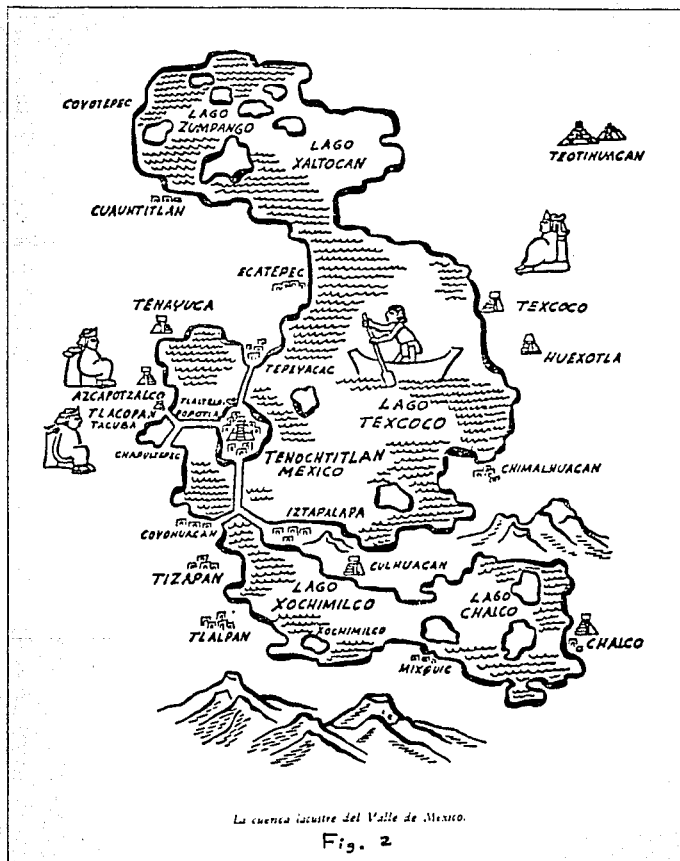 COYOTEPEC
LAGO
ZUMPANGO
LAGO
XALTOCAN
TEOTIHUACAN
CUAUHTITLÁN
ECATEPEC
TENAYUCA
TEXCOCO
HUEXOTLA
TEPEYACAC
AZCAPOTZALCO
TLACOPAN
TACUBA
POPOTLA
CHAPULTEPEC
LAGO
TEXCOCO
TENOCHTITLAN
MEXICO
CHIMALHUACAN
IZTAPALAPA
COYOHUACAN
CULHUACAN
TIZAPAN
LAGO
XOCHIMILCO
LAGO
CHALCO
TLALPAN
XOCHIMILCO
CHALCO
MIXQUIC
La cuenca lacustre del Valle de Mexico.
Fig. 2